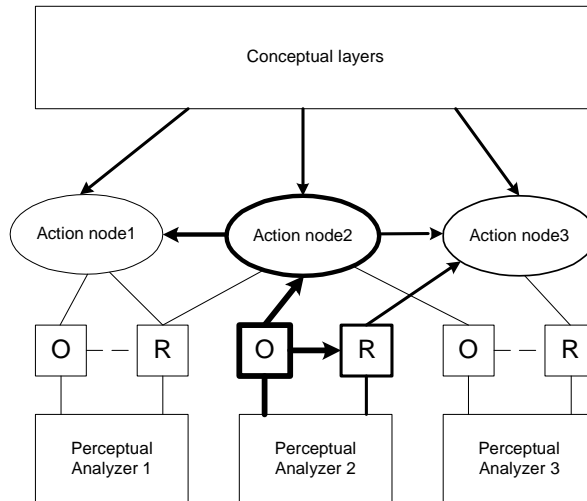 Conceptual layers
Action node1
Action node2
Action node3
O
R
O
R
O
R
Perceptual
Analyzer 1
Perceptual
Analyzer 2
Perceptual
Analyzer 3